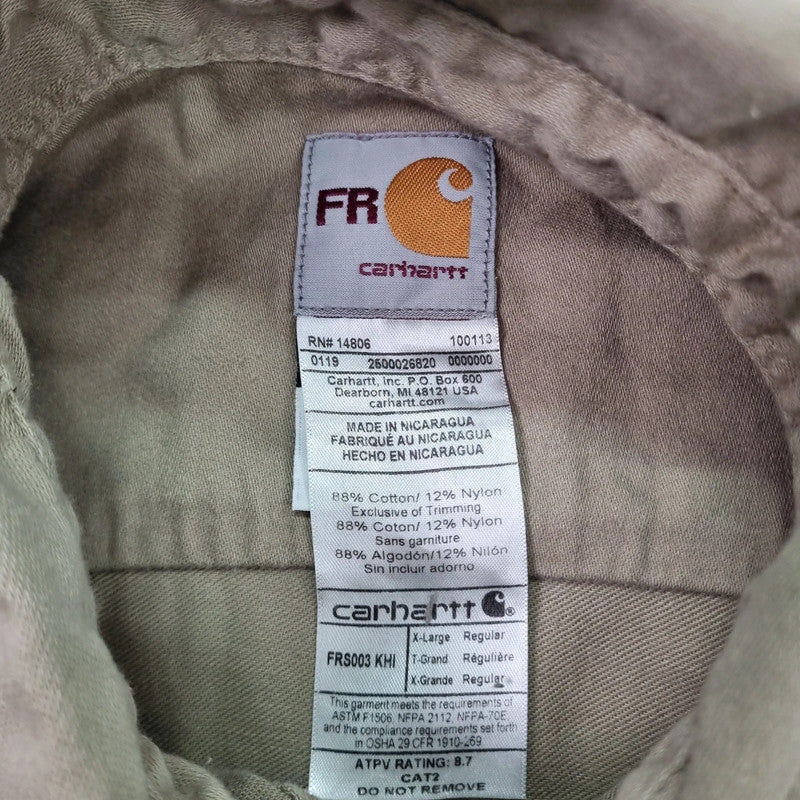 FR
carhartt
RN# 14806 100113
0119 2500026820 0000000
Carhartt, Inc. P.O. Box 600
Dearborn, MI 48121 USA
carhartt.com
MADE IN NICARAGUA
FABRIQUÉ AU NICARAGUA
HECHO EN NICARAGUA
88% Cotton/ 12% Nylon
Exclusive of Trimming
88% Coton/ 12% Nylon
Sans garniture
88% Algodón/12% Nilón
Sin incluir adorno
carhartt ®
FRS003 KHI
X-Large Regular
T-Grand Régulière
X-Grande Regular
This garment meets the requirements of
ASTM F1506, NFPA 2112, NFPA-70E
and the compliance requirements set forth
in OSHA 29 CFR 1910-269
ATPV RATING: 8.7
CAT2
DO NOT REMOVE